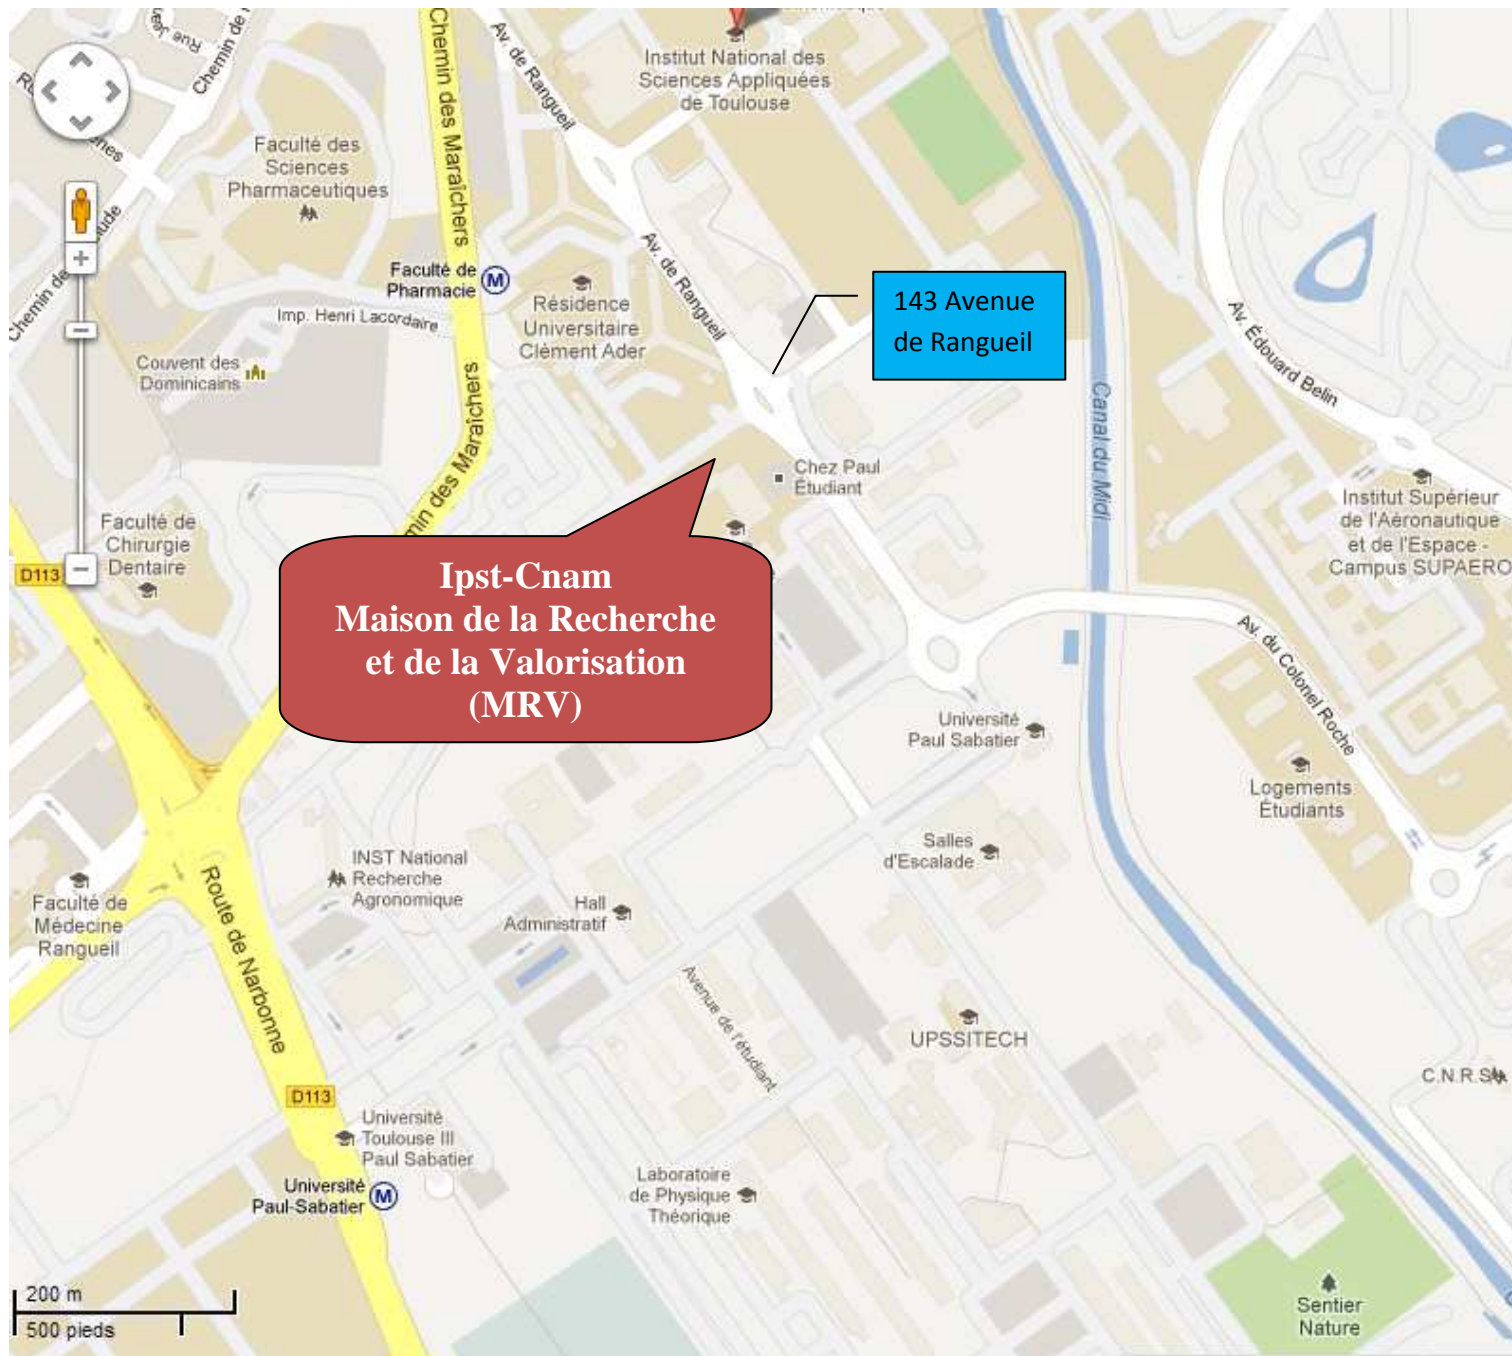 Rue Jean
Chemin de
Chemin des Maraîchers
Av. de Rangueil
Institut National des
Sciences Appliquées
de Toulouse
Faculté des
Sciences
Pharmaceutiques
Chemin des Maraîchers
Av. de Rangueil
Faculté de
Pharmacie
M
Imp. Henri Lacordaire
Résidence
Universitaire
Clément Ader
143 Avenue
de Rangueil
Av. Édouard Belin
Chemin de
Couvent des
Dominicains
Canal du Midi
Chez Paul
Étudiant
Institut Supérieur
de l'Aéronautique
et de l'Espace -
Campus SUPAERO
Faculté de
Chirurgie
Dentaire
D113
Ipst-Cnam
Maison de la Recherche
et de la Valorisation
(MRV)
Av. du Colonel Roche
Université
Paul Sabatier
Logements
Étudiants
Salles
d'Escalade
INST National
Recherche
Agronomique
Hall
Administratif
Faculté de
Médecine
Rangueil
Route de Narbonne
Avenue de l'étudiant
UPSSITECH
C.N.R.S
D113
Université
Toulouse III
Paul Sabatier
Université
Paul-Sabatier
M
Laboratoire
de Physique
Théorique
Sentier
Nature
200 m
500 pieds